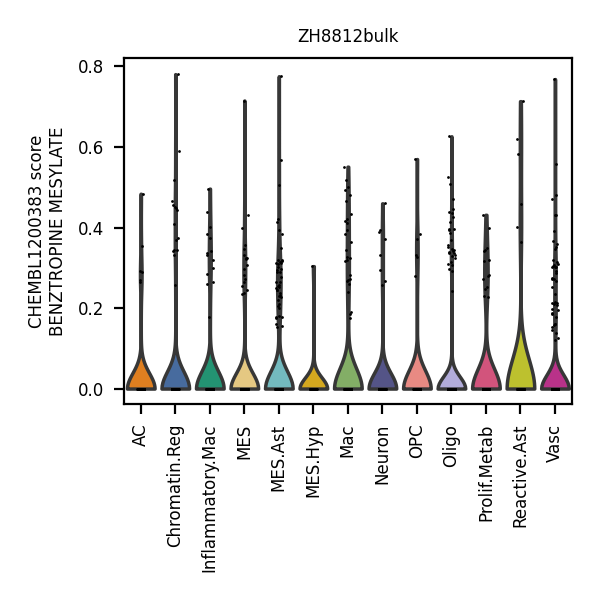 ZH8812bulk
CHEMBL1200383 score
BENZTROPINE MESYLATE
0.8
0.6
0.4
0.2
0.0
AC
Chromatin.Reg
Inflammatory.Mac
MES
MES.Ast
MES.Hyp
Mac
Neuron
OPC
Oligo
Prolif.Metab
Reactive.Ast
Vasc